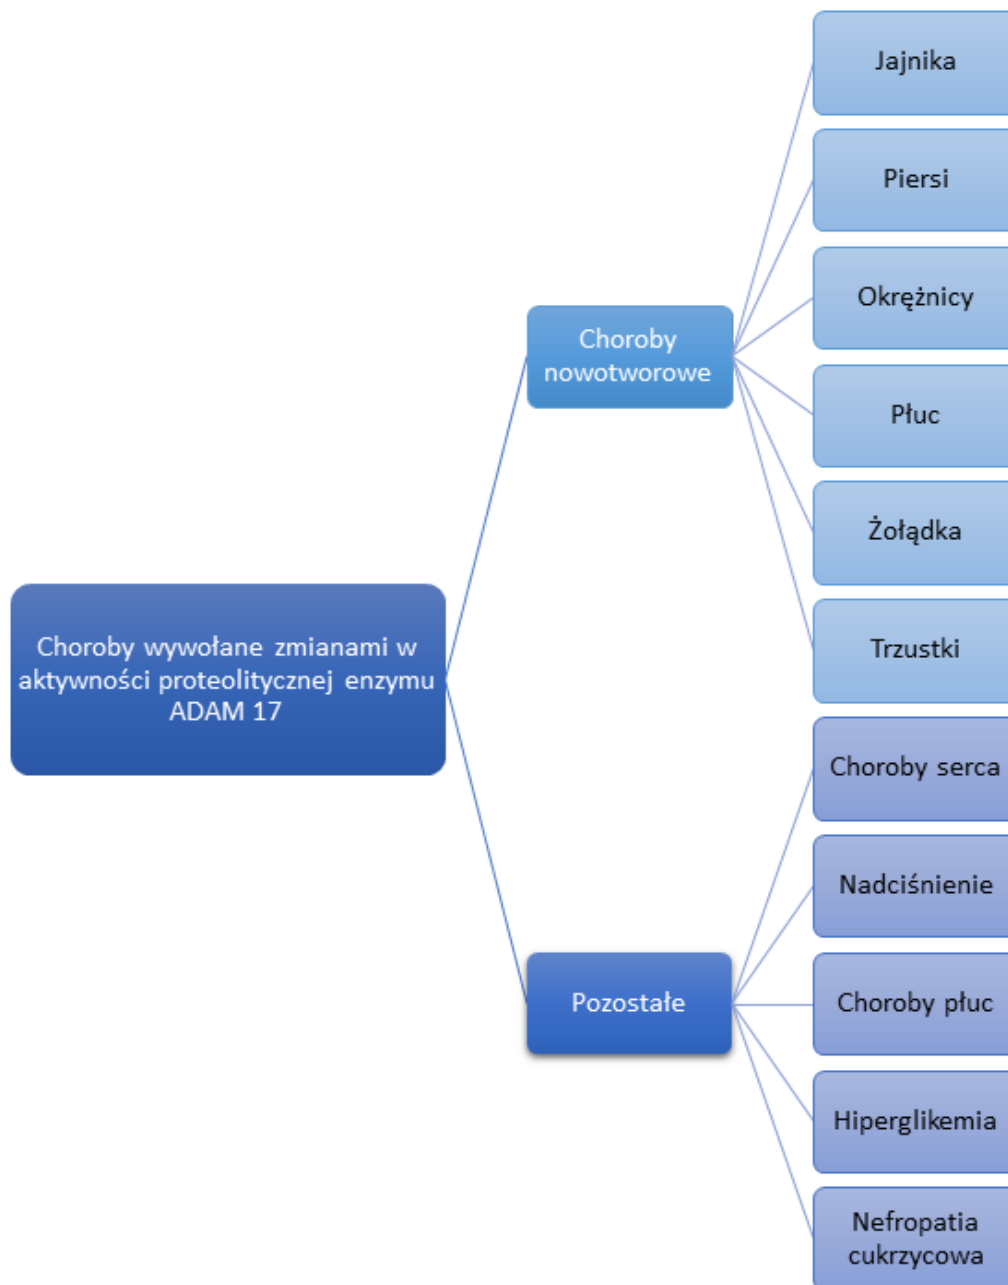 Choroby wywołane zmianami w
aktywności proteolitycznej enzymu
ADAM 17
Choroby
nowotworowe
Jajnika
Piersi
Okrężnicy
Płuc
Żołądka
Trzustki
Pozostałe
Choroby serca
Nadciśnienie
Choroby płuc
Hiperglikemia
Nefropatia
cukrzycowa